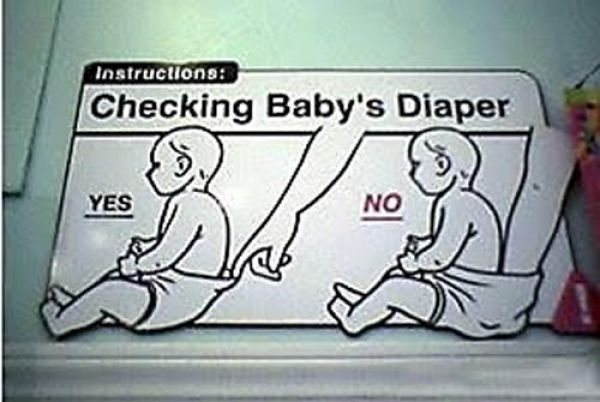 Instructions:
Checking Baby's Diaper
YES
NO